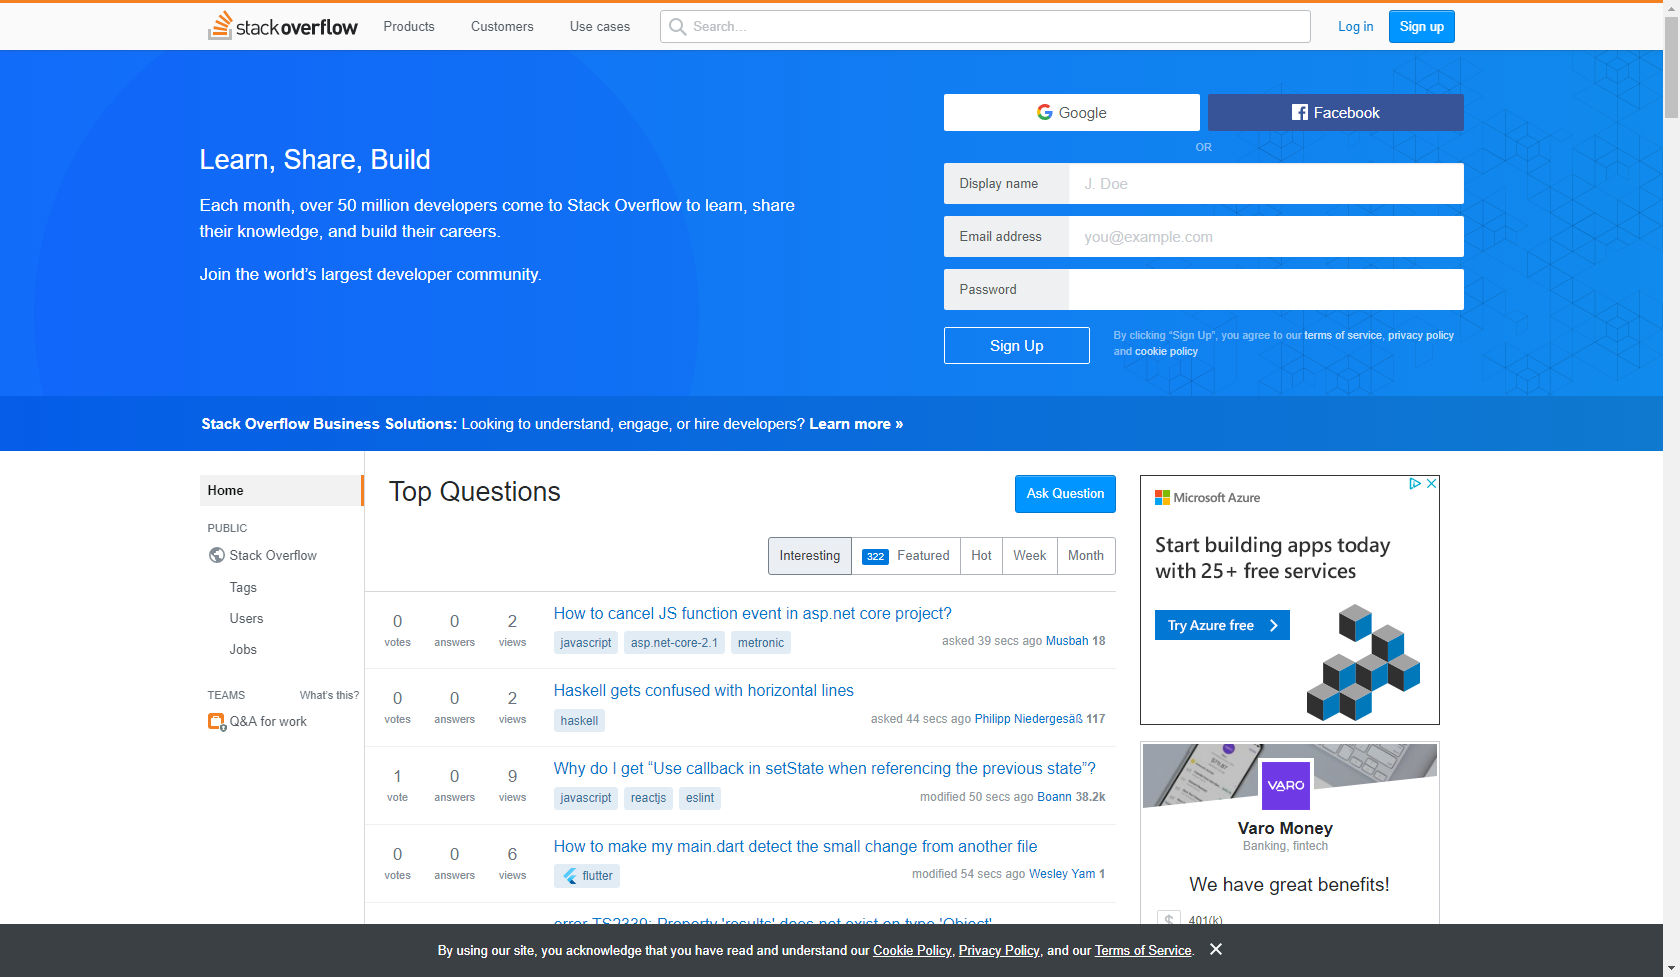 stackoverflow Products Customers Use cases Search... Log in Sign up
Google Facebook
OR
Learn, Share, Build
Each month, over 50 million developers come to Stack Overflow to learn, share
their knowledge, and build their careers.
Join the world's largest developer community.
Display name J. Doe
Email address you@example.com
Password
Sign Up
By clicking "Sign Up", you agree to our terms of service, privacy policy
and cookie policy
Stack Overflow Business Solutions: Looking to understand, engage, or hire developers? Learn more »
Home
PUBLIC
Stack Overflow
Tags
Users
Jobs
TEAMS What's this?
Q&A for work
Top Questions
Ask Question
Interesting 322 Featured Hot Week Month
0 votes 0 answers 2 views
How to cancel JS function event in asp.net core project?
javascript asp.net-core-2.1 metronic
asked 39 secs ago Musbah 18
0 votes 0 answers 2 views
Haskell gets confused with horizontal lines
haskell
asked 44 secs ago Philipp Niedergesäß 117
1 vote 0 answers 9 views
Why do I get “Use callback in setState when referencing the previous state”?
javascript reactjs eslint
modified 50 secs ago Boann 38.2k
0 votes 0 answers 6 views
How to make my main.dart detect the small change from another file
flutter
modified 54 secs ago Wesley Yam 1
error TS2339: Property 'results' does not exist on type 'Object'
Microsoft Azure
Start building apps today
with 25+ free services
Try Azure free
VARO
Varo Money
Banking, fintech
We have great benefits!
$ 401(k)
By using our site, you acknowledge that you have read and understand our Cookie Policy, Privacy Policy, and our Terms of Service.